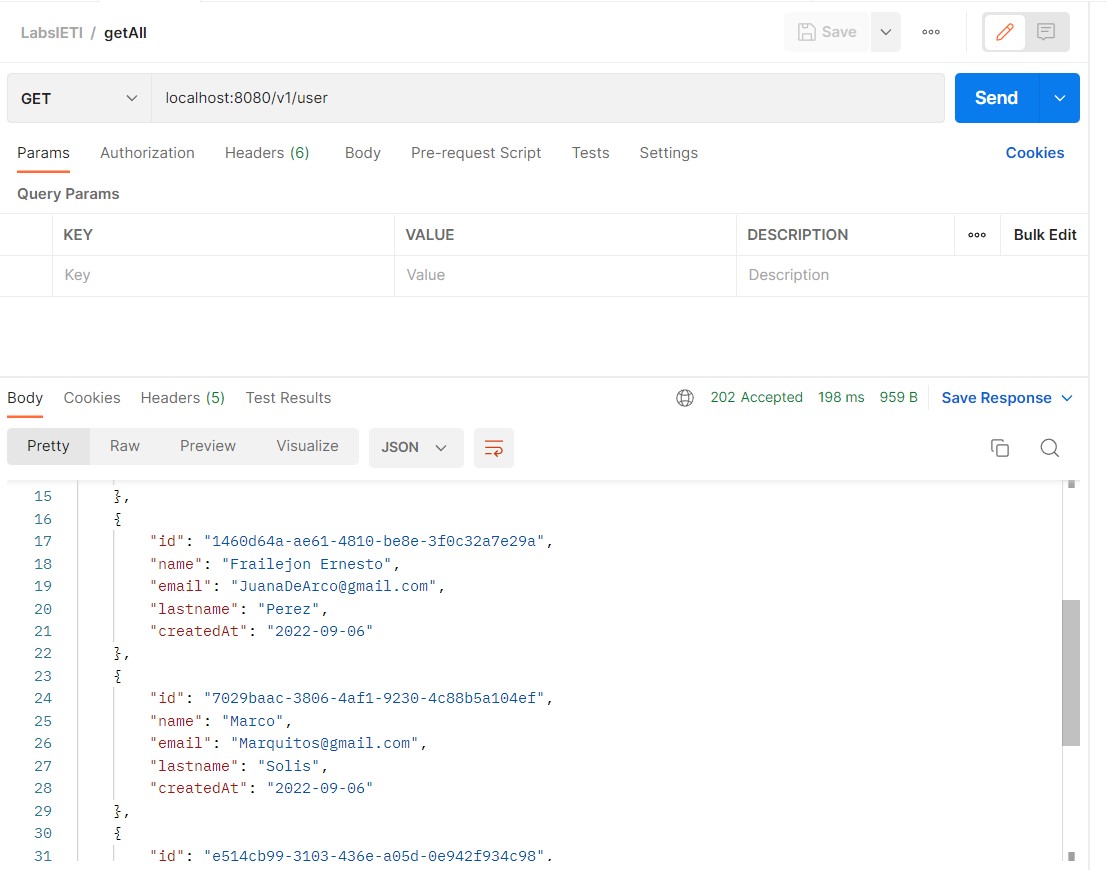 LabsIETI / getAll
Save
GET
localhost:8080/v1/user
Send
Params Authorization Headers (6) Body Pre-request Script Tests Settings Cookies
Query Params
KEY VALUE DESCRIPTION Bulk Edit
Key Value Description
Body Cookies Headers (5) Test Results 202 Accepted 198 ms 959 B Save Response
Pretty Raw Preview Visualize JSON
15 },
16 {
17 "id": "1460d64a-ae61-4810-be8e-3f0c32a7e29a",
18 "name": "Frailejon Ernesto",
19 "email": "JuanaDeArco@gmail.com",
20 "lastname": "Perez",
21 "createdAt": "2022-09-06"
22 },
23 {
24 "id": "7029baac-3806-4af1-9230-4c88b5a104ef",
25 "name": "Marco",
26 "email": "Marquitos@gmail.com",
27 "lastname": "Solis",
28 "createdAt": "2022-09-06"
29 },
30 {
31 "id": "e514cb99-3103-436e-a05d-0e942f934c98",